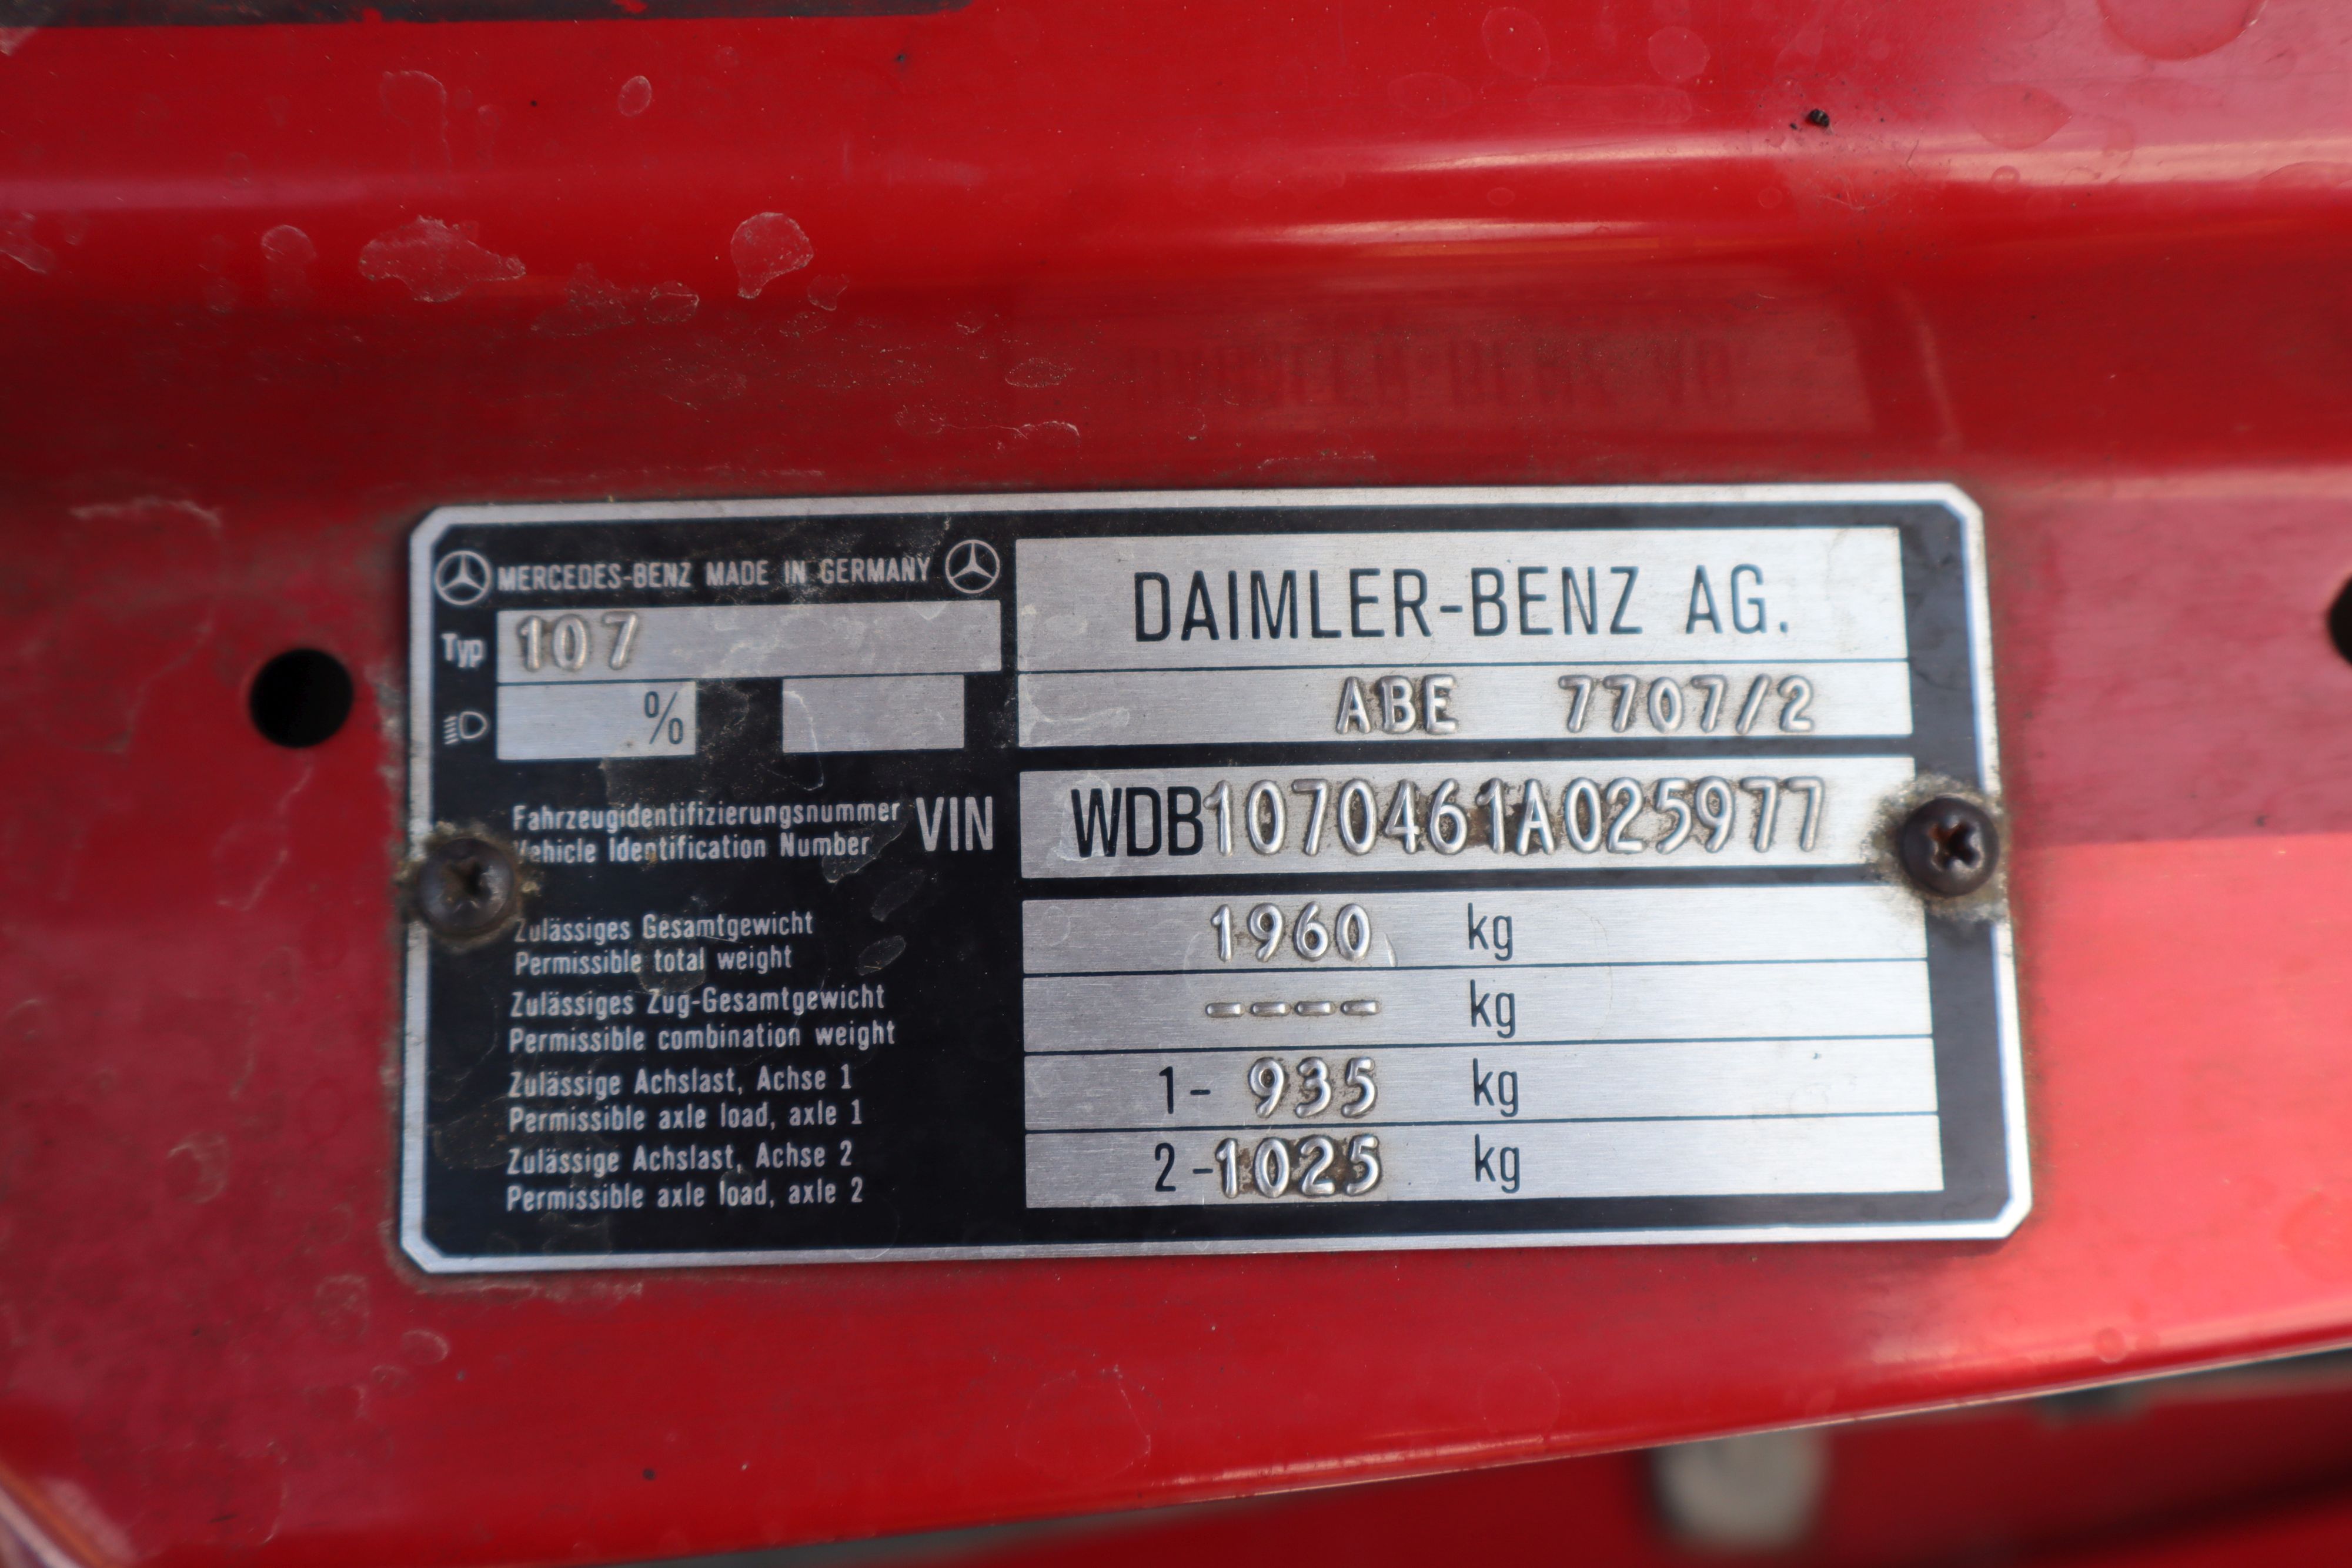 MERCEDES-BENZ MADE IN GERMANY
Typ 107
%
DAIMLER-BENZ AG.
ABE 7707/2
Fahrzeugidentifizierungsnummer
Vehicle Identification Number
VIN WDB1070461A025977
Zulässiges Gesamtgewicht
Permissible total weight
1960 kg
Zulässiges Zug-Gesamtgewicht
Permissible combination weight
---- kg
Zulässige Achslast, Achse 1
Permissible axle load, axle 1
1- 935 kg
Zulässige Achslast, Achse 2
Permissible axle load, axle 2
2-1025 kg